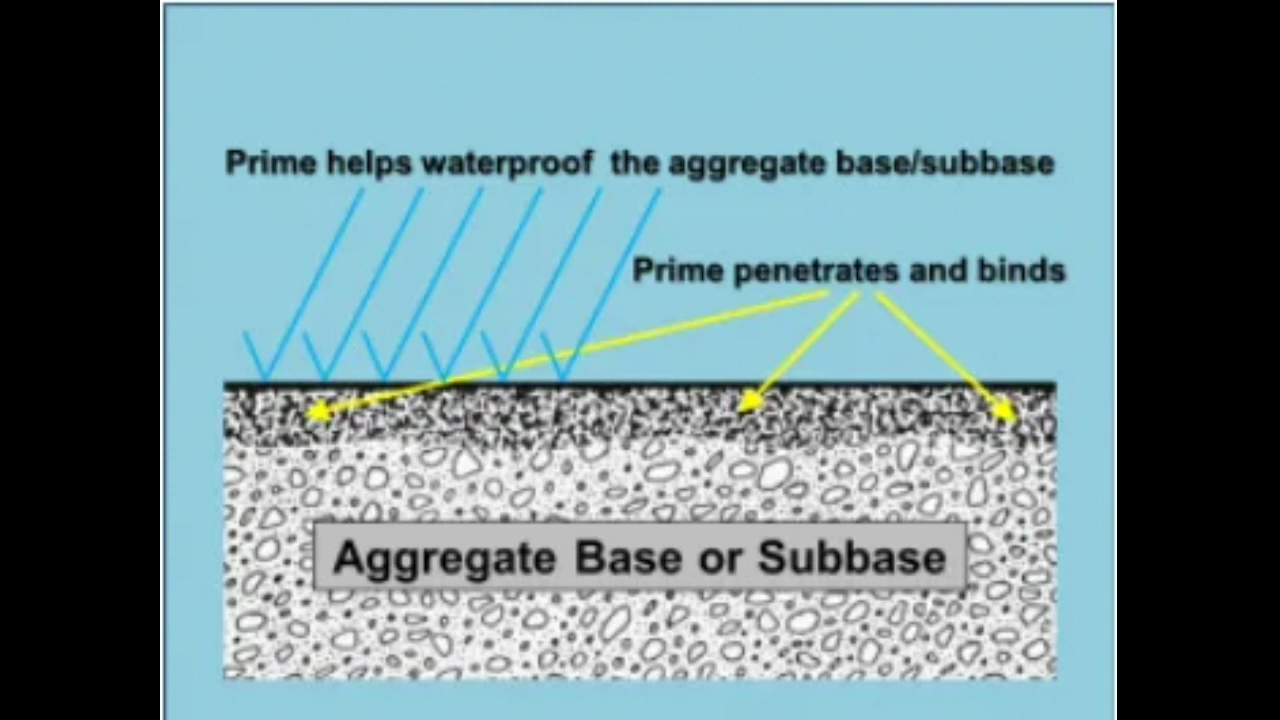 Prime helps waterproof the aggregate base/subbase
Prime penetrates and binds
Aggregate Base or Subbase